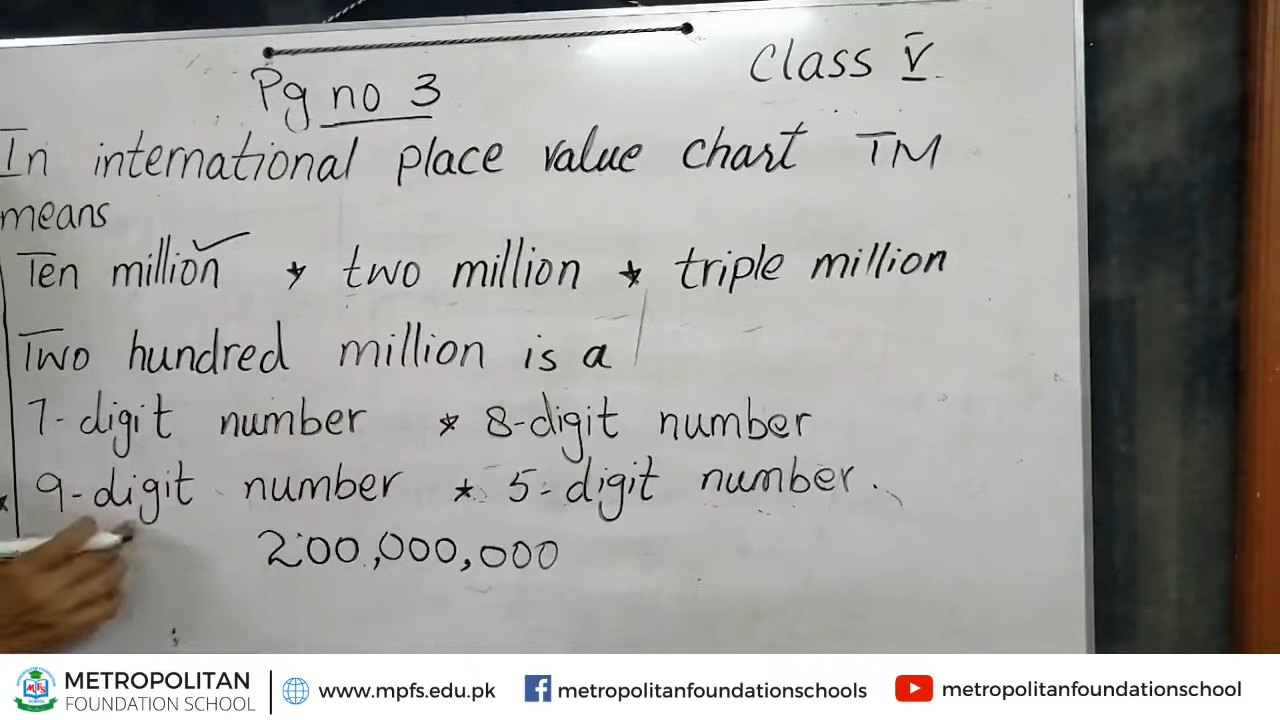 Pg no 3
Class V
In international place value chart TM
means
Ten million ✓ * two million * triple million
Two hundred million is a
7-digit number * 8-digit number
* 9-digit number * 5-digit number.
200,000,000
METROPOLITAN
FOUNDATION SCHOOL
www.mpfs.edu.pk
metropolitanfoundationschools
metropolitanfoundationschool